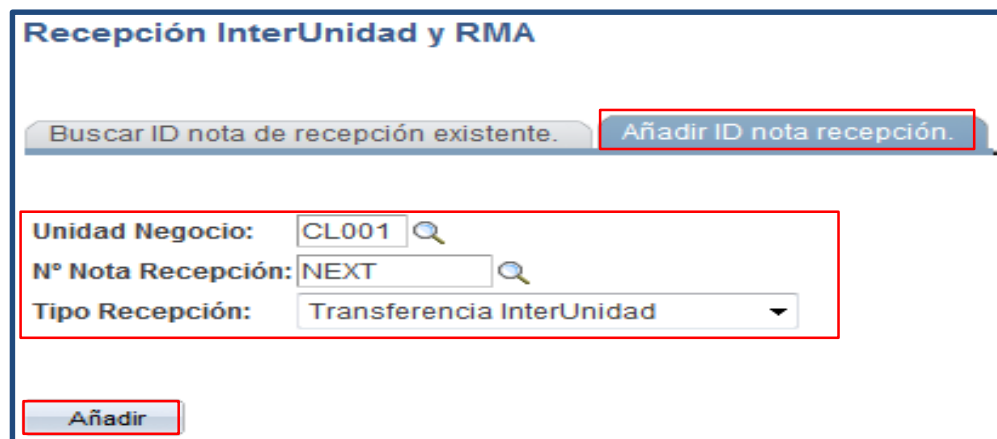 Recepción InterUnidad y RMA
Buscar ID nota de recepción existente. Añadir ID nota recepción.
Unidad Negocio: CL001
Nº Nota Recepción: NEXT
Tipo Recepción: Transferencia InterUnidad
Añadir